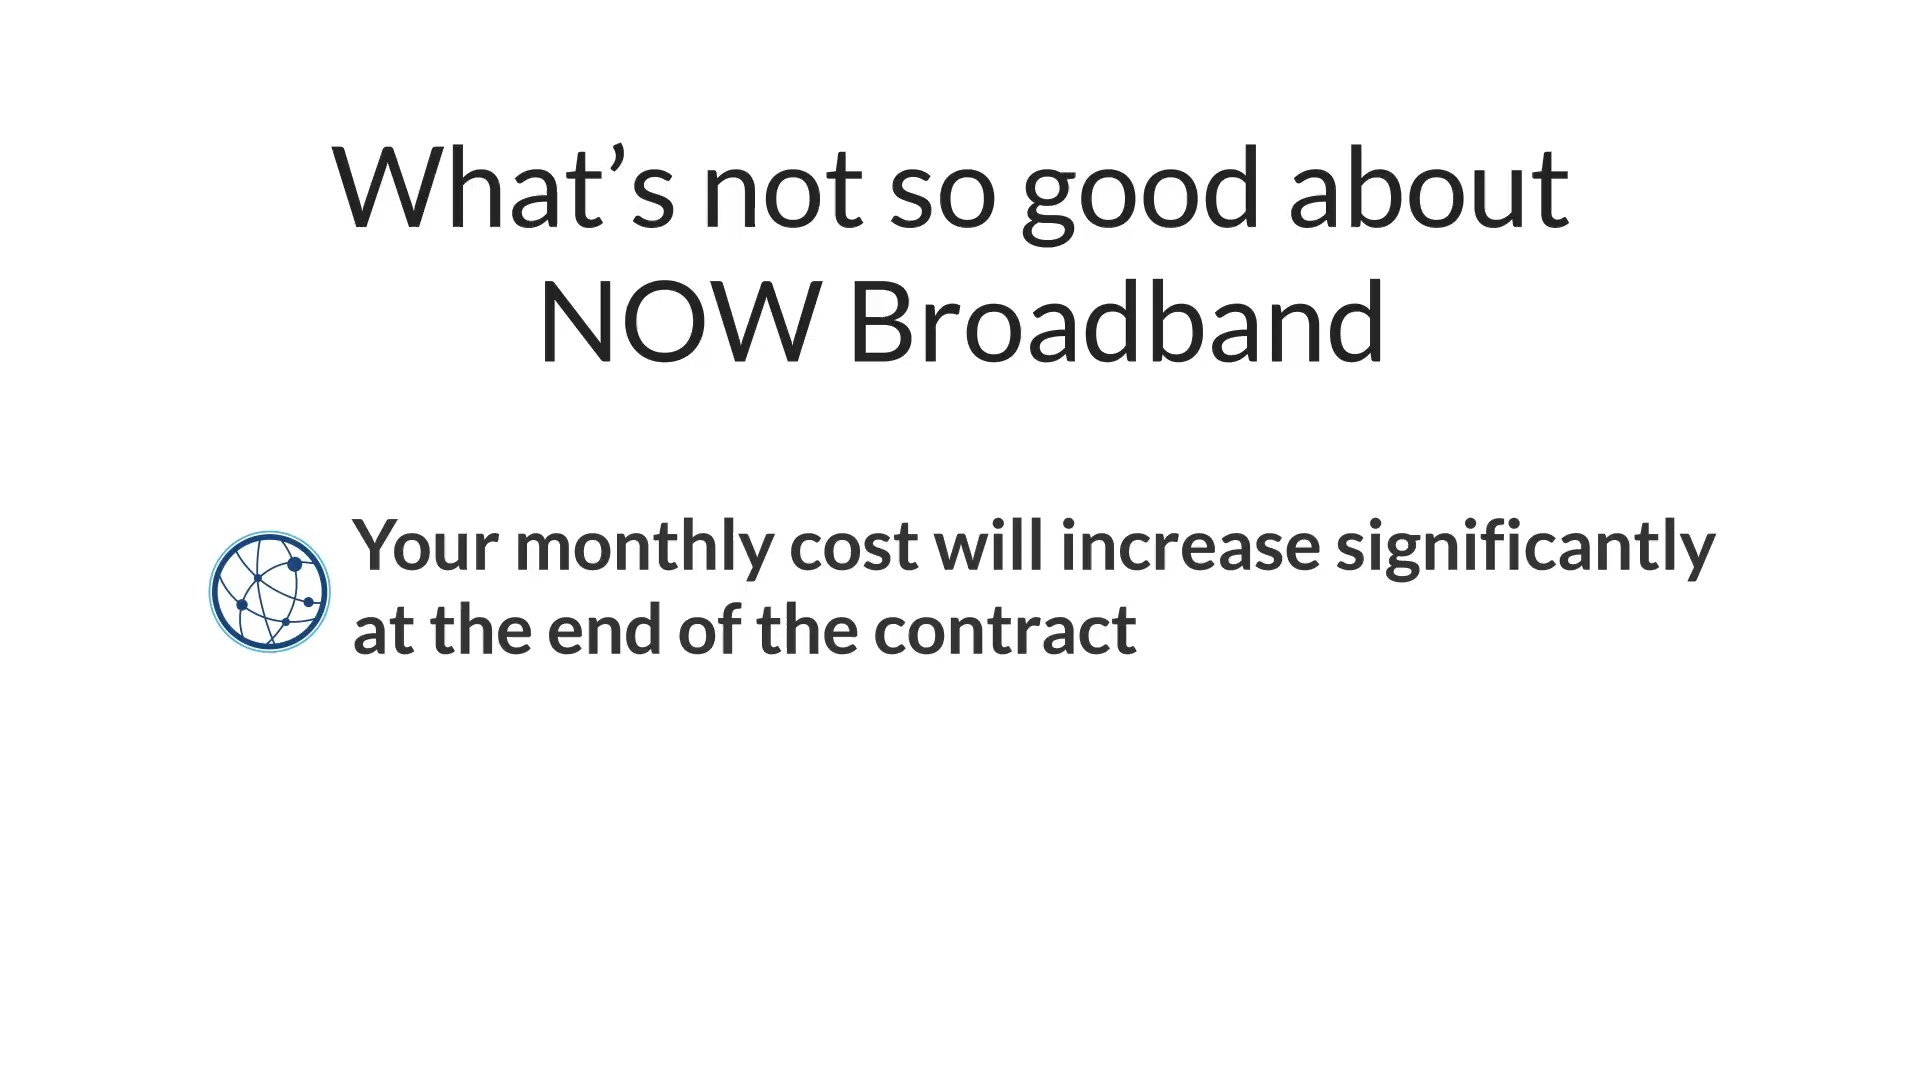 What’s not so good about
NOW Broadband
Your monthly cost will increase significantly
at the end of the contract